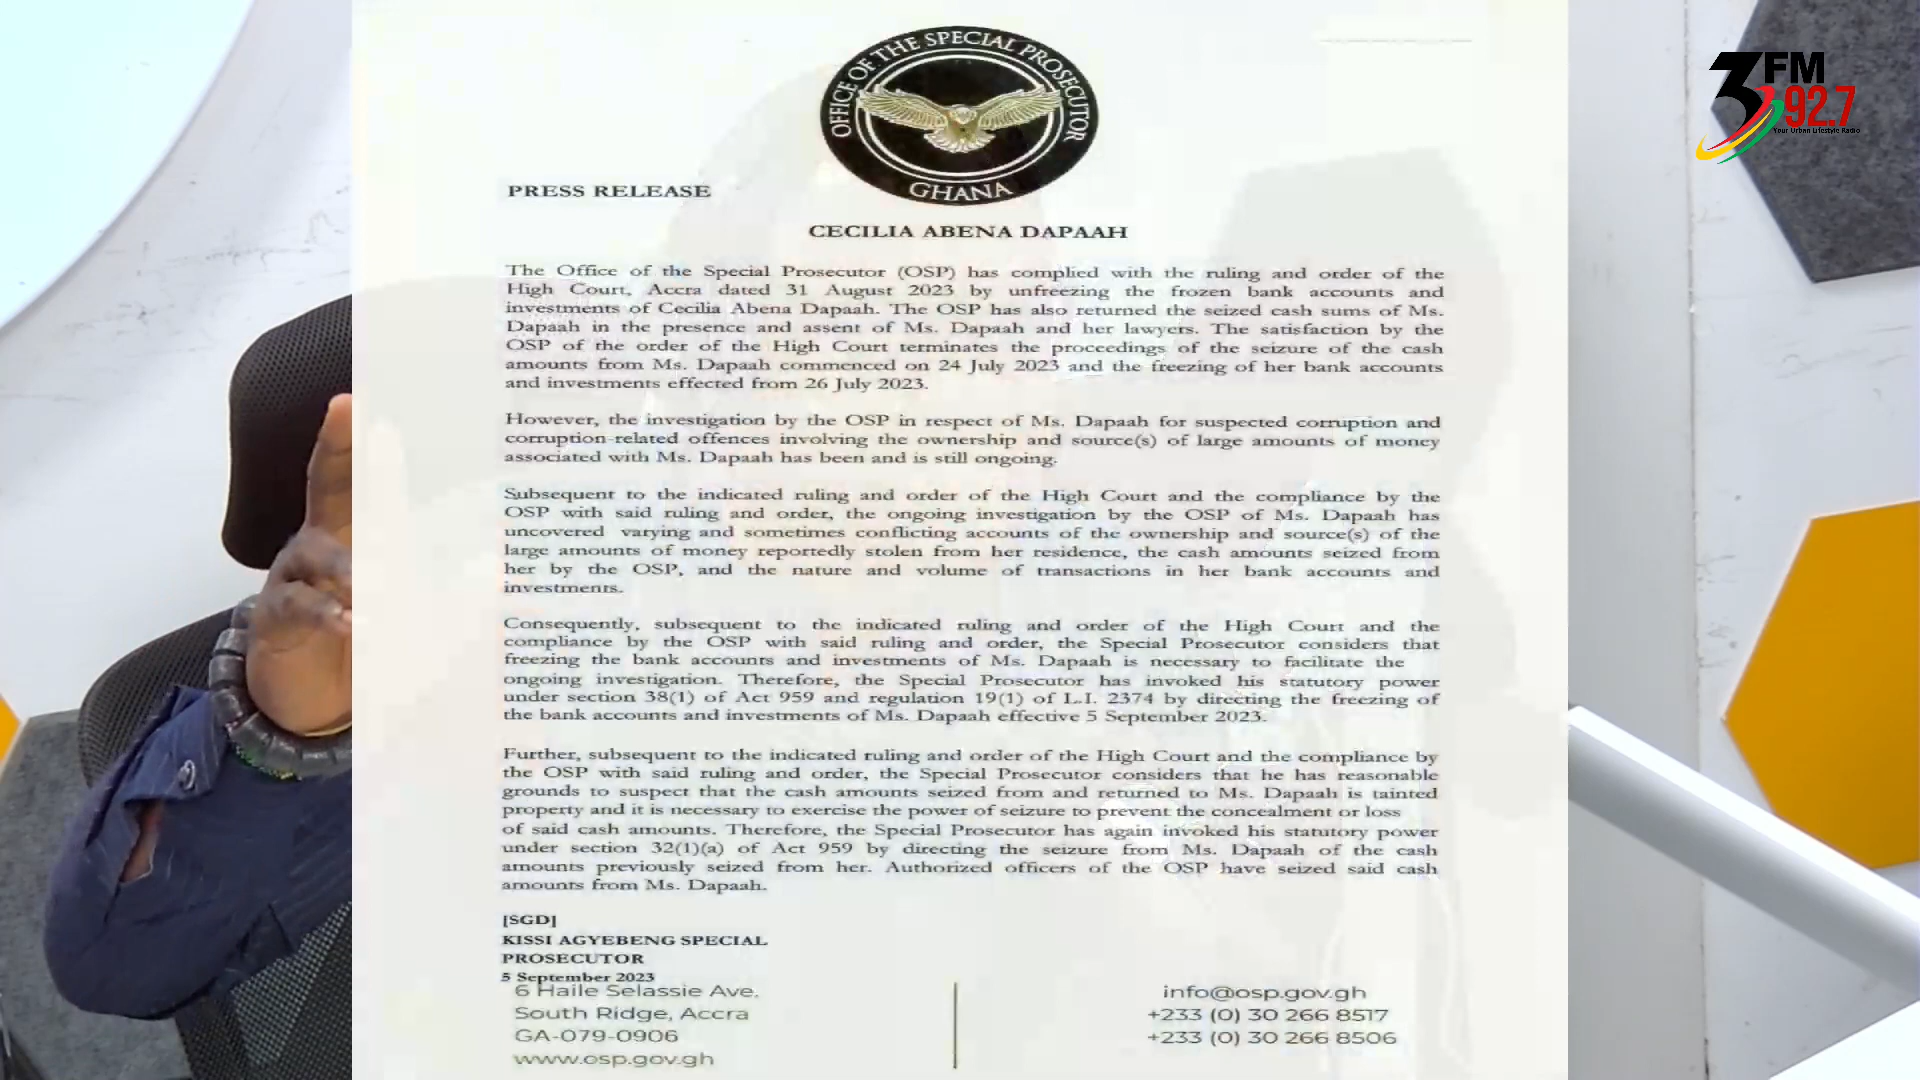 OFFICE OF THE SPECIAL PROSECUTOR
GHANA
3FM
92.7
Your Urban Lifestyle Radio
PRESS RELEASE
CECILIA ABENA DAPAAH
The Office of the Special Prosecutor (OSP) has complied with the ruling and order of the
High Court, Accra dated 31 August 2023 by unfreezing the frozen bank accounts and
investments of Cecilia Abena Dapaah. The OSP has also returned the seized cash sums of Ms.
Dapaah in the presence and assent of Ms. Dapaah and her lawyers. The satisfaction by the
OSP of the order of the High Court terminates the proceedings of the seizure of the cash
amounts from Ms. Dapaah commenced on 24 July 2023 and the freezing of her bank accounts
and investments effected from 26 July 2023.
However, the investigation by the OSP in respect of Ms. Dapaah for suspected corruption and
corruption-related offences involving the ownership and source(s) of large amounts of money
associated with Ms. Dapaah has been and is still ongoing.
Subsequent to the indicated ruling and order of the High Court and the compliance by the
OSP with said ruling and order, the ongoing investigation by the OSP of Ms. Dapaah has
uncovered varying and sometimes conflicting accounts of the ownership and source(s) of the
large amounts of money reportedly stolen from her residence, the cash amounts seized from
her by the OSP, and the nature and volume of transactions in her bank accounts and
investments.
Consequently, subsequent to the indicated ruling and order of the High Court and the
compliance by the OSP with said ruling and order, the Special Prosecutor considers that
freezing the bank accounts and investments of Ms. Dapaah is necessary to facilitate the
ongoing investigation. Therefore, the Special Prosecutor has invoked his statutory power
under section 38(1) of Act 959 and regulation 19(1) of L.I. 2374 by directing the freezing of
the bank accounts and investments of Ms. Dapaah effective 5 September 2023.
Further, subsequent to the indicated ruling and order of the High Court and the compliance by
the OSP with said ruling and order, the Special Prosecutor considers that he has reasonable
grounds to suspect that the cash amounts seized from and returned to Ms. Dapaah is tainted
property and it is necessary to exercise the power of seizure to prevent the concealment or loss
of said cash amounts. Therefore, the Special Prosecutor has again invoked his statutory power
under section 32(1)(a) of Act 959 by directing the seizure from Ms. Dapaah of the cash
amounts previously seized from her. Authorized officers of the OSP have seized said cash
amounts from Ms. Dapaah.
[SGD]
KISSI AGYEBENG SPECIAL
PROSECUTOR
5 September 2023
6 Haile Selassie Ave.
South Ridge, Accra
GA-079-0906
www.osp.gov.gh
info@osp.gov.gh
+233 (0) 30 266 8517
+233 (0) 30 266 8506